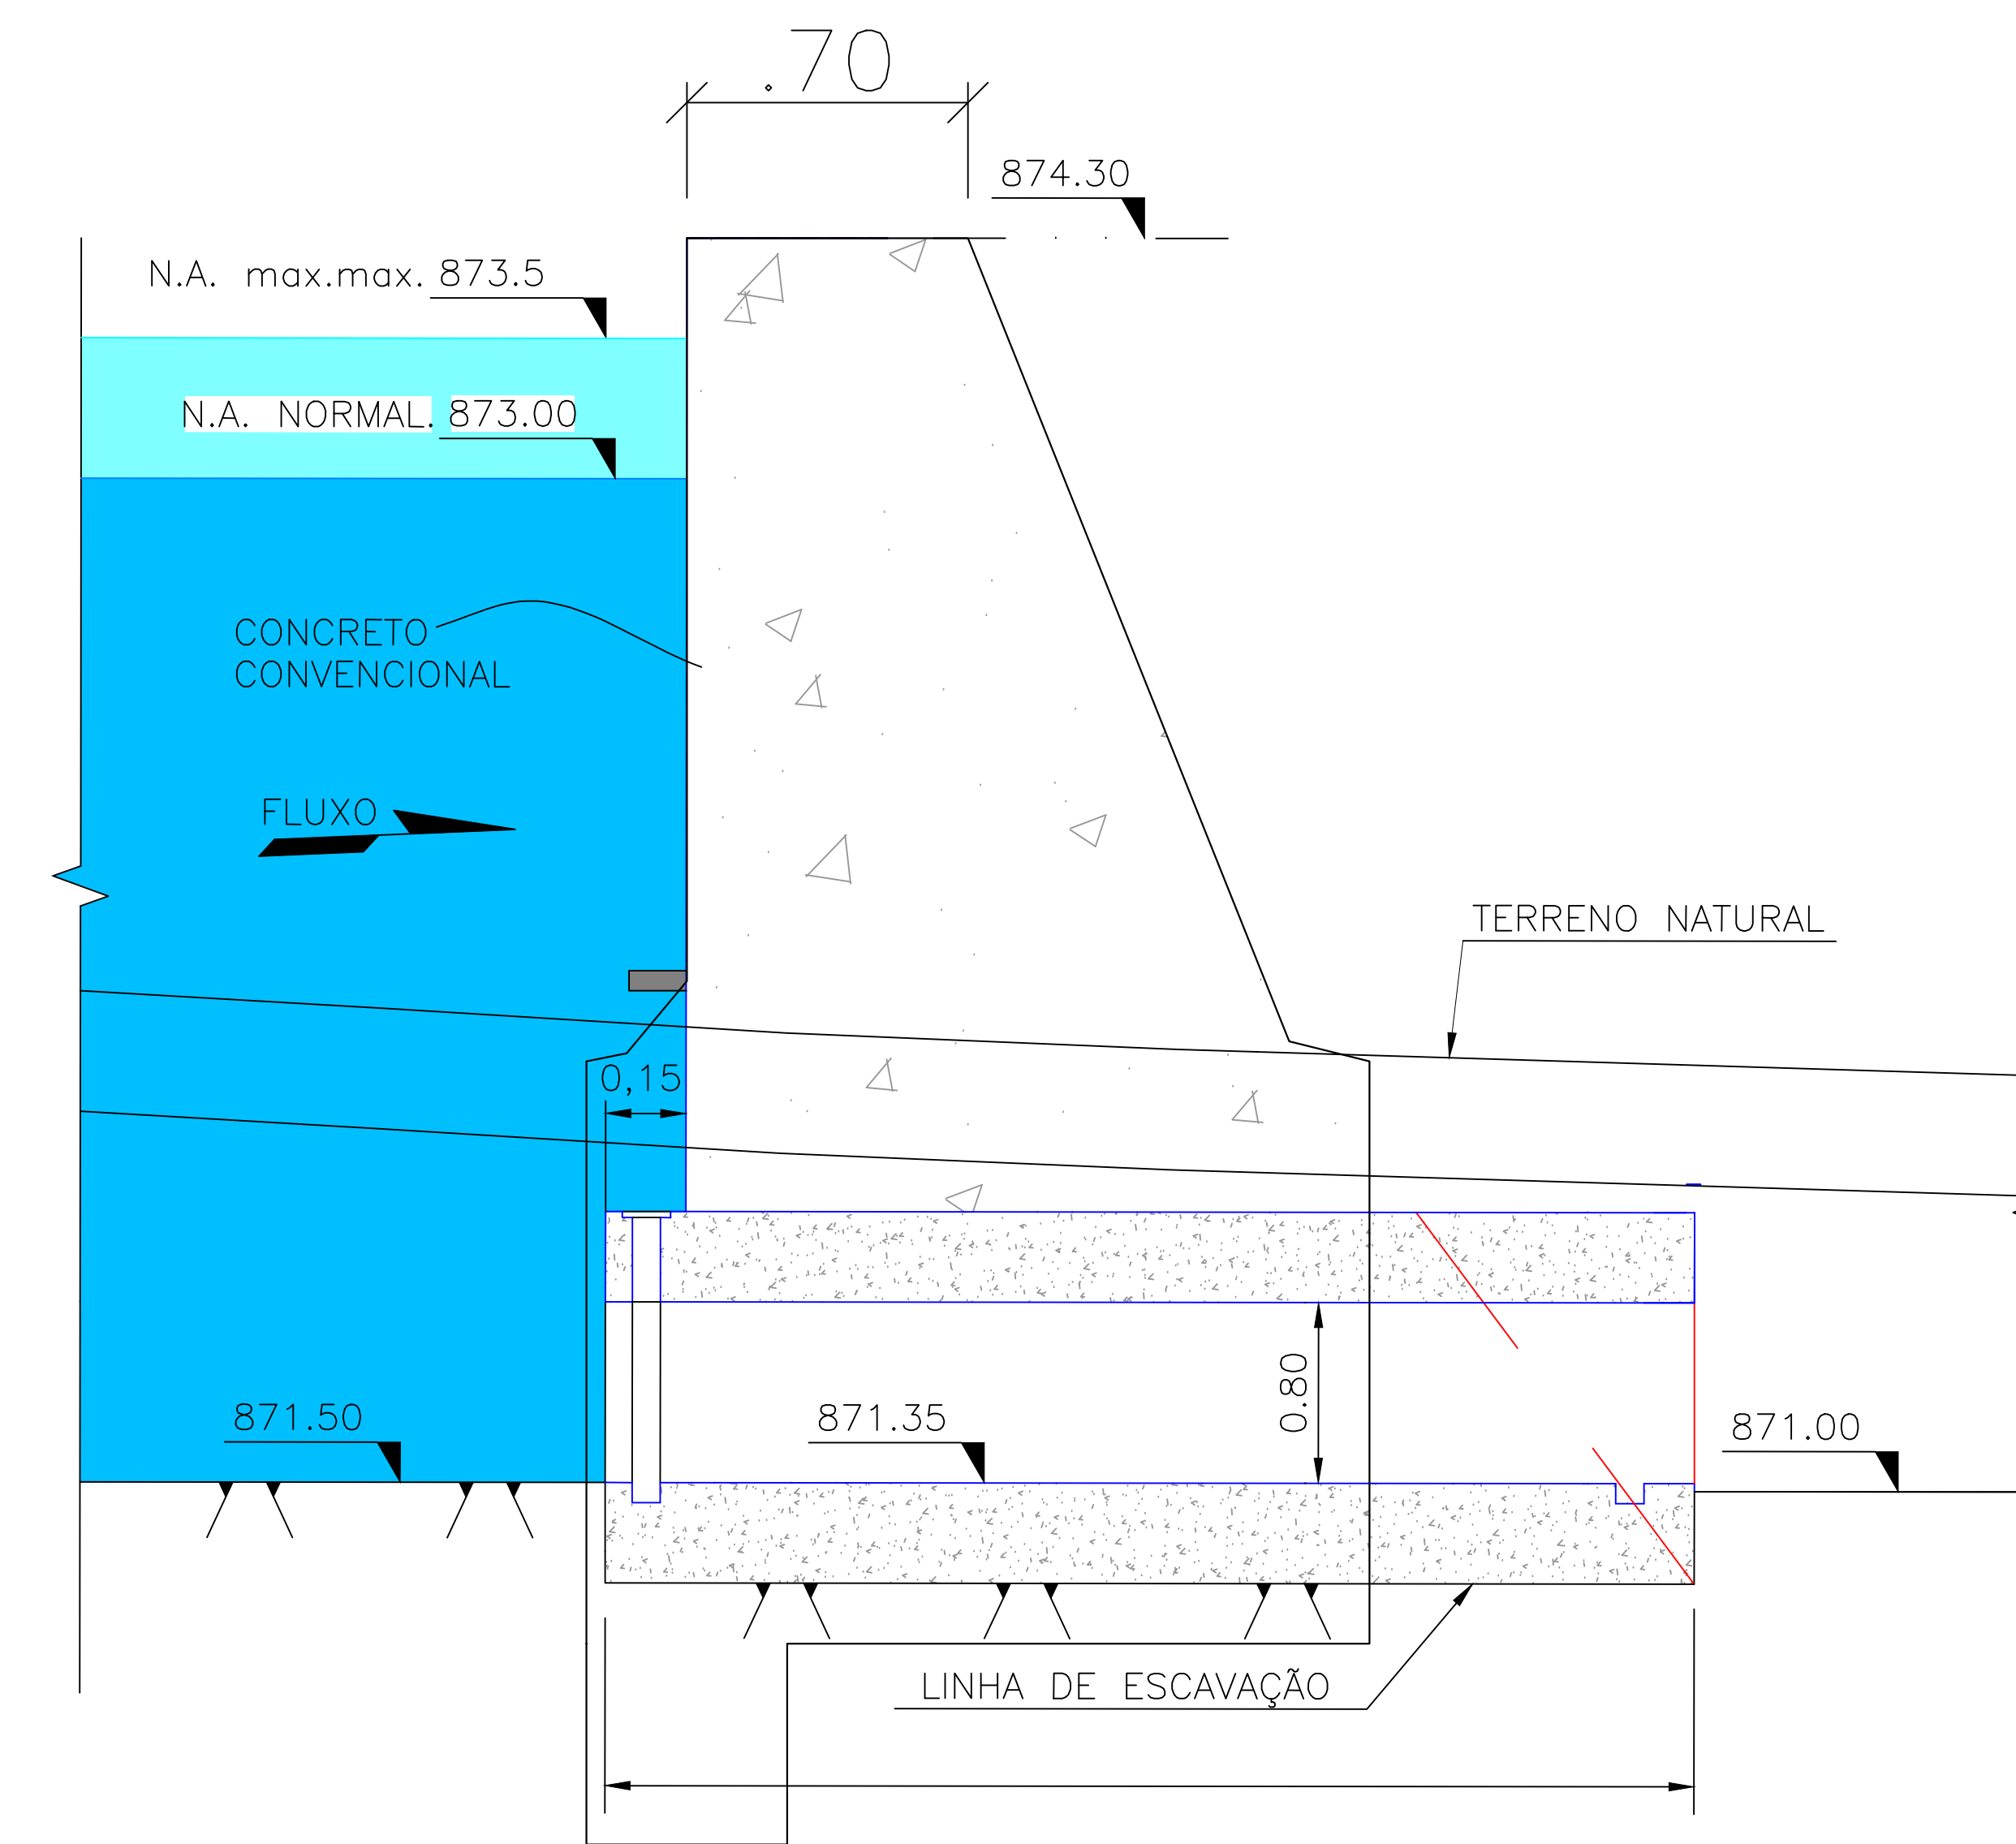 .70
874.30
N.A. max.max. 873.5
N.A. NORMAL. 873.00
CONCRETO
CONVENCIONAL
FLUXO
TERRENO NATURAL
0,15
0.80
871.50
871.35
871.00
LINHA DE ESCAVAÇÃO